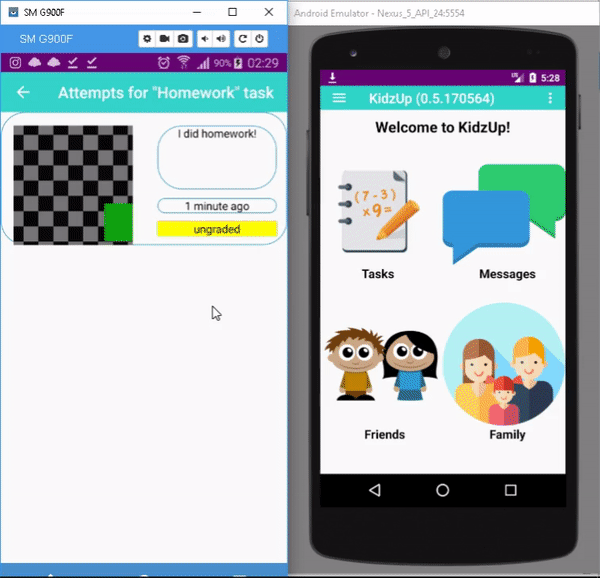 SM G900F
SM G900F
90% 02:29
Attempts for "Homework" task
I did homework!
1 minute ago
ungraded
Android Emulator - Nexus_5_API_24:5554
5:28
KidzUp (0.5.170564)
Welcome to KidzUp!
(7-3)
x9=
Tasks
Messages
Friends
Family